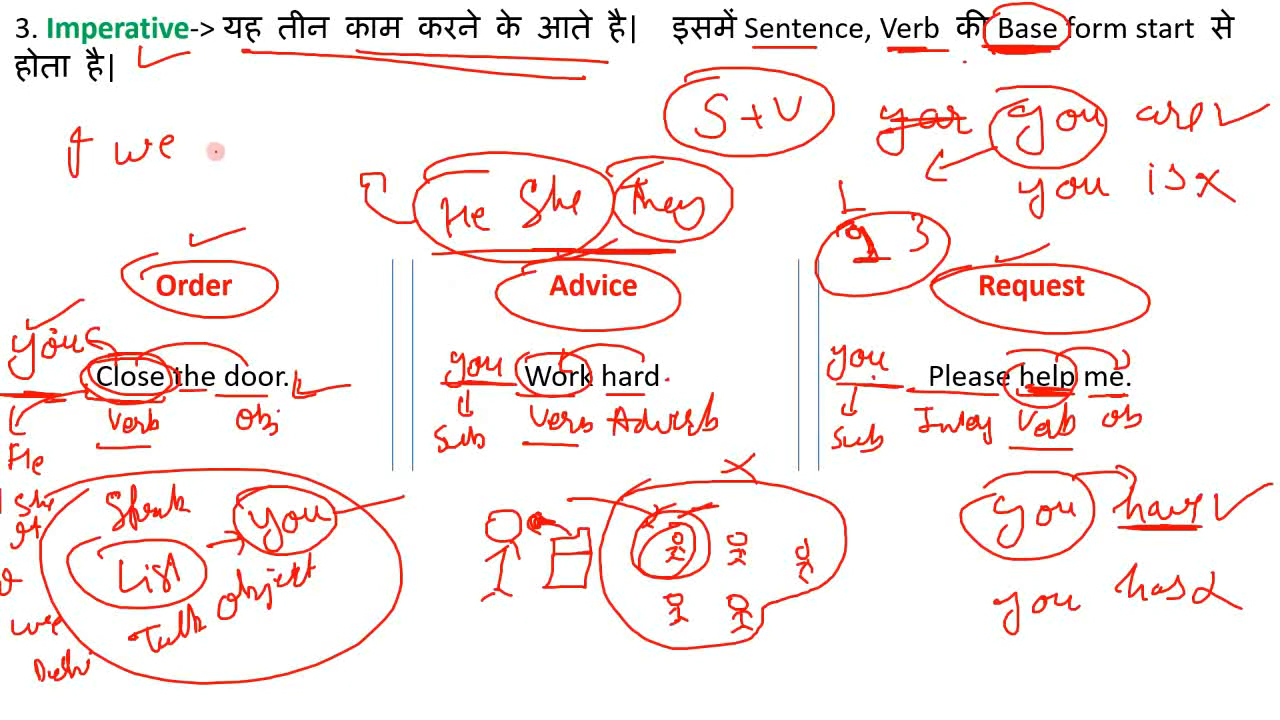 3. Imperative-> यह तीन काम करने के आते है| इसमें Sentence, Verb की Base form start से
होता है|
S + V
you are
you is x
I we
He She they
3
Order
Advice
Request
you
Close the door.
you
Work hard.
you
Please help me.
Verb
Obj
Sub
Verb
Adverb
Sub
Verb
ob
He
She
It
we
Delhi
Speak
you
List
Talk
Object
x
you have
you has x